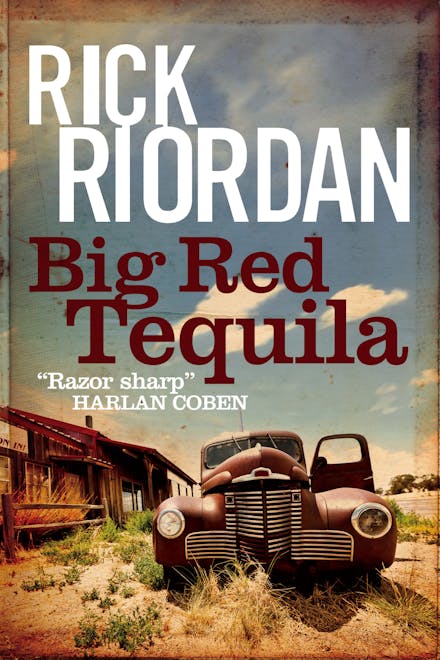 RICK
RIORDAN
Big Red
Tequila
“Razor sharp”
HARLAN COBEN